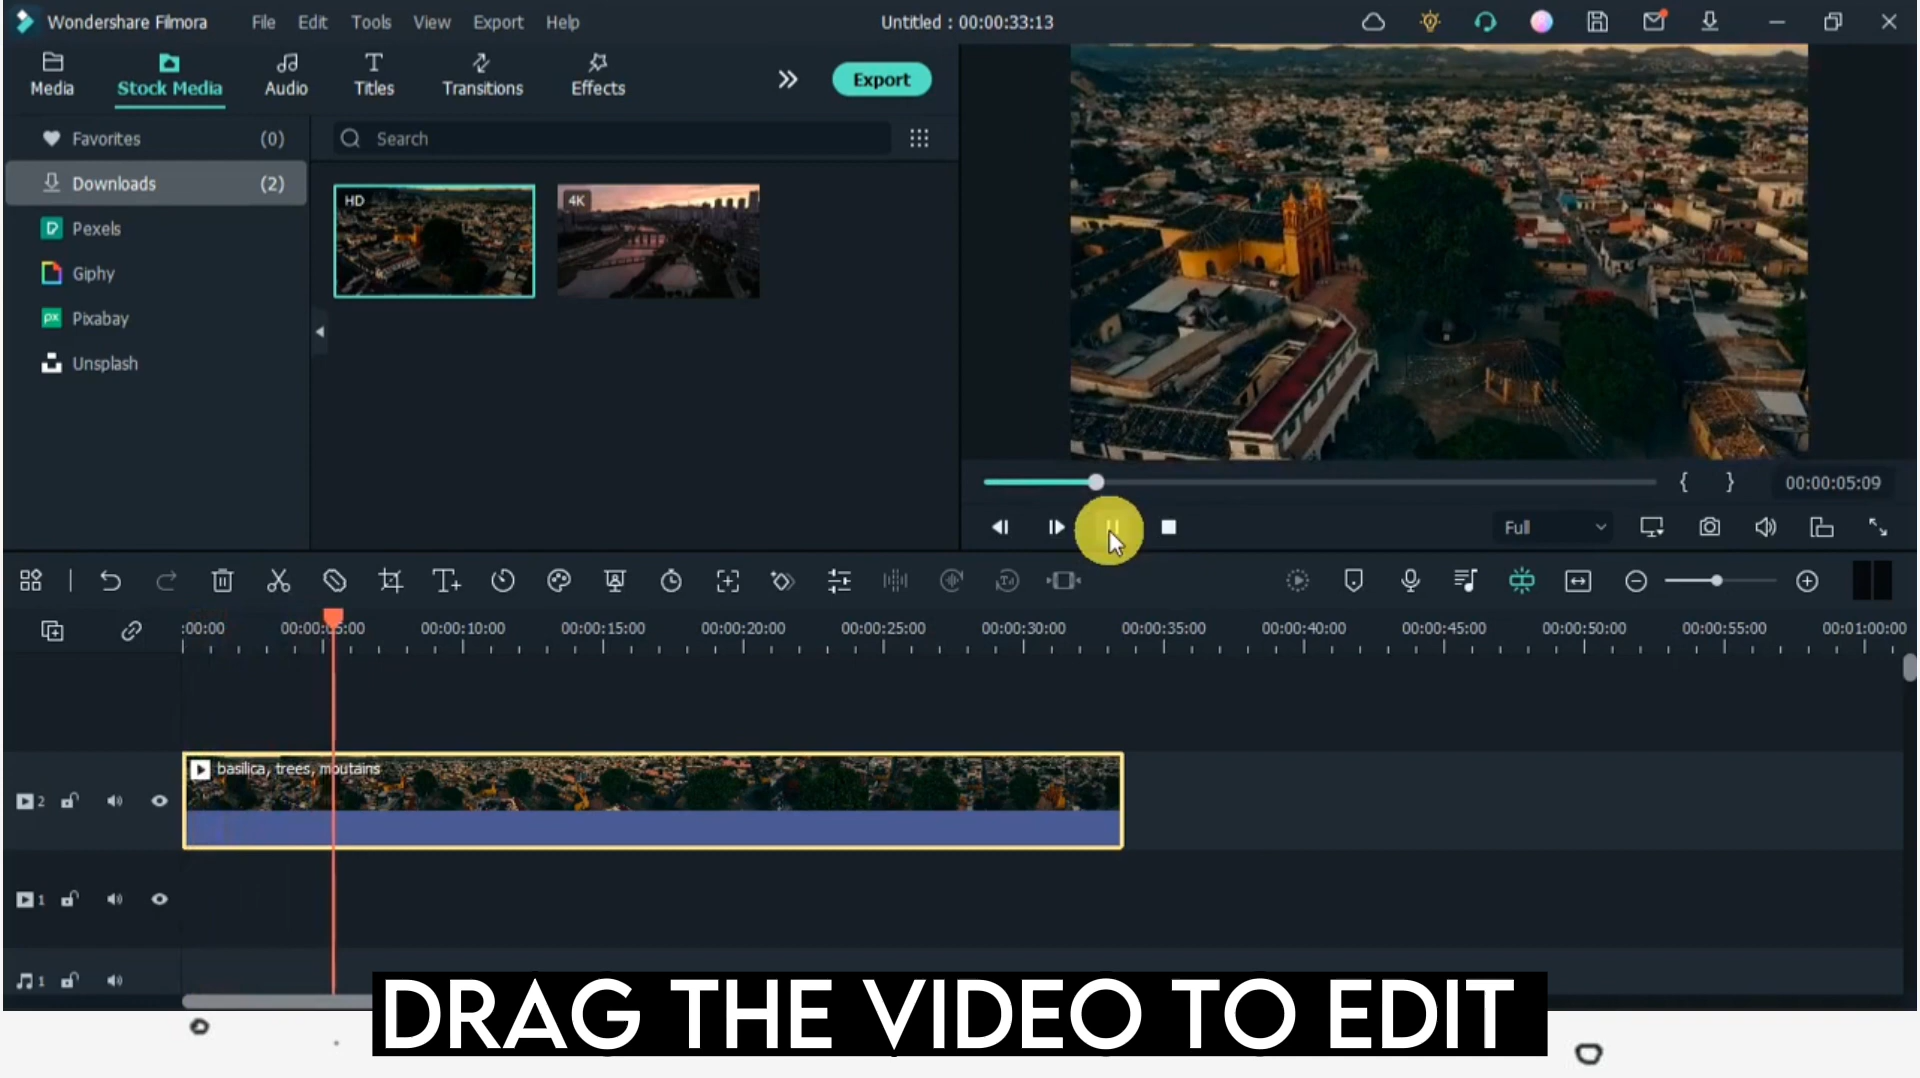 Wondershare Filmora File Edit Tools View Export Help Untitled : 00:00:33:13
Media Stock Media Audio Titles Transitions Effects Export
Favorites (0) Search
Downloads (2) HD 4K
Pexels
Giphy
Pixabay
Unsplash
{ } 00:00:05:09
Full
:00:00 00:00:05:00 00:00:10:00 00:00:15:00 00:00:20:00 00:00:25:00 00:00:30:00 00:00:35:00 00:00:40:00 00:00:45:00 00:00:50:00 00:00:55:00 00:01:00:00
basilica, trees, moutains
2
1
1
DRAG THE VIDEO TO EDIT